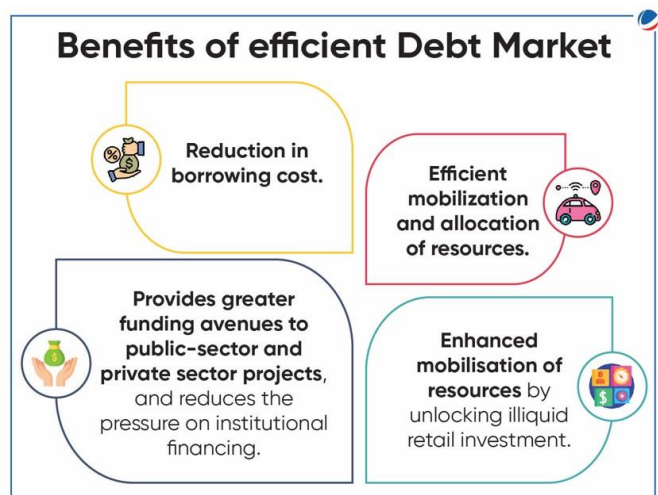 Benefits of efficient Debt Market
Reduction in
borrowing cost.
Efficient
mobilization
and allocation
of resources.
Provides greater
funding avenues to
public-sector and
private sector projects,
and reduces the
pressure on institutional
financing.
Enhanced
mobilisation of
resources by
unlocking illiquid
retail investment.